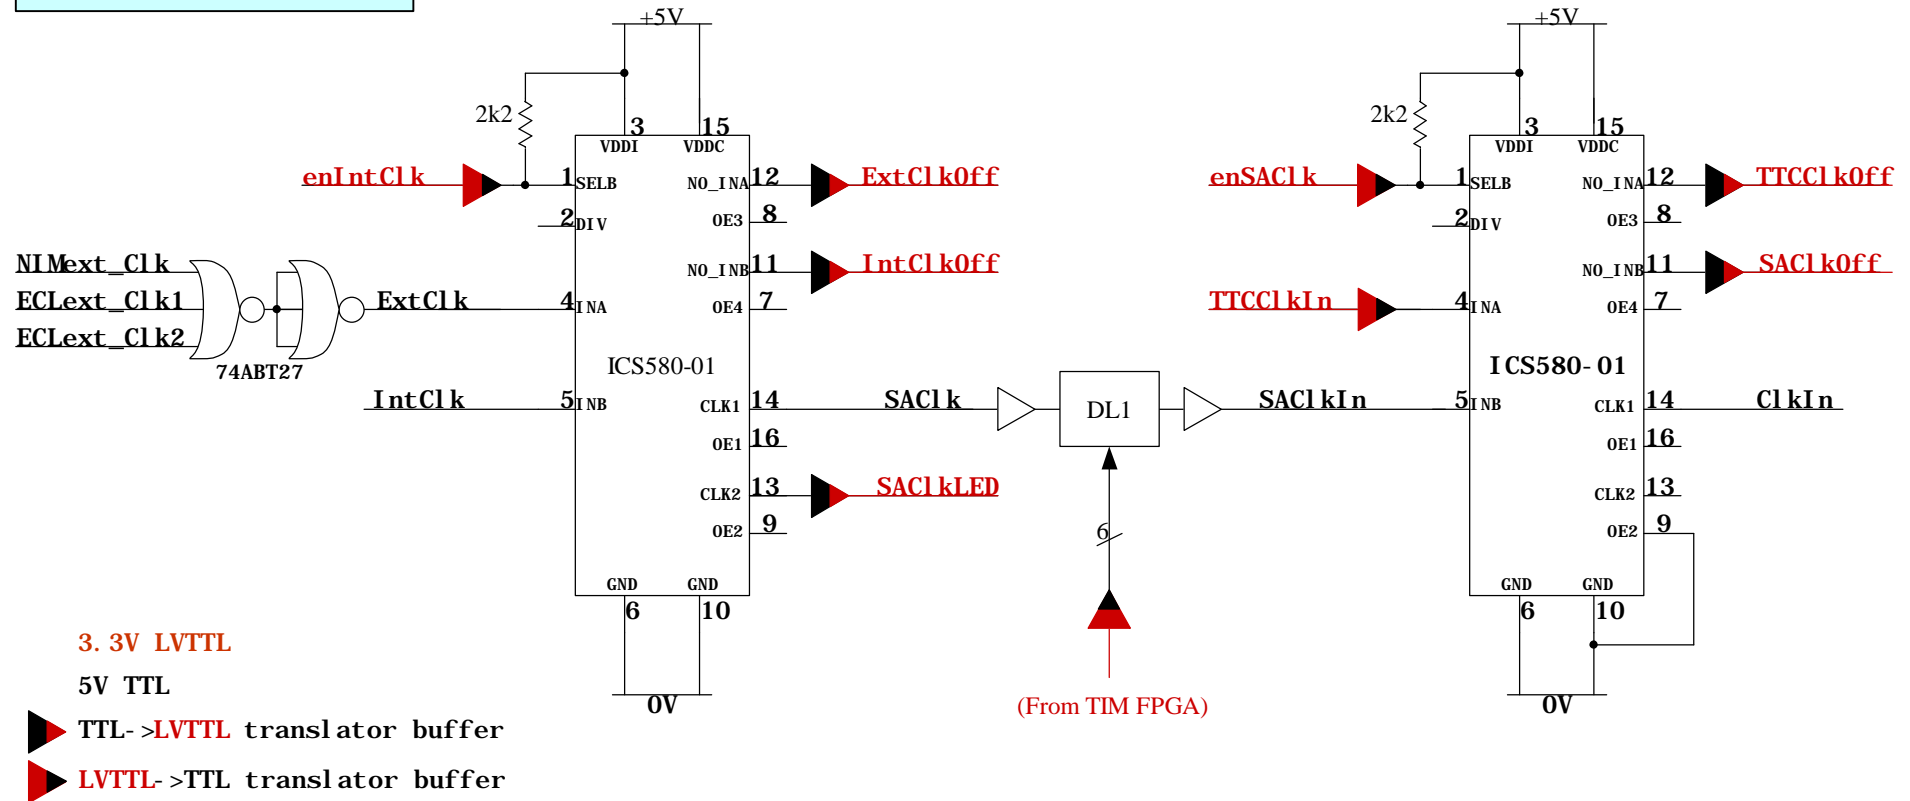 +5V
+5V
2k2
2k2
3 15
3 15
VDDI VDDC
VDDI VDDC
enIntClk
1 SELB
NO_INA 12
ExtClkOff
enSAClk
1 SELB
NO_INA 12
TTCClkOff
2 DIV
OE3 8
2 DIV
OE3 8
NIMext_Clk
NO_INB 11
IntClkOff
NO_INB 11
SAClkOff
ECLext_Clk1
ExtClk
4 INA
OE4 7
TTCClkIn
4 INA
OE4 7
ECLext_Clk2
74ABT27
ICS580-01
ICS580-01
IntClk
5 INB
CLK1 14
SAClk
DL1
SAClkIn
5 INB
CLK1 14
ClkIn
OE1 16
OE1 16
CLK2 13
SAClkLED
CLK2 13
OE2 9
6
OE2 9
GND GND
GND GND
6 10
6 10
0V
(From TIM FPGA)
0V
3.3V LVTTL
5V TTL
TTL->LVTTL translator buffer
LVTTL->TTL translator buffer